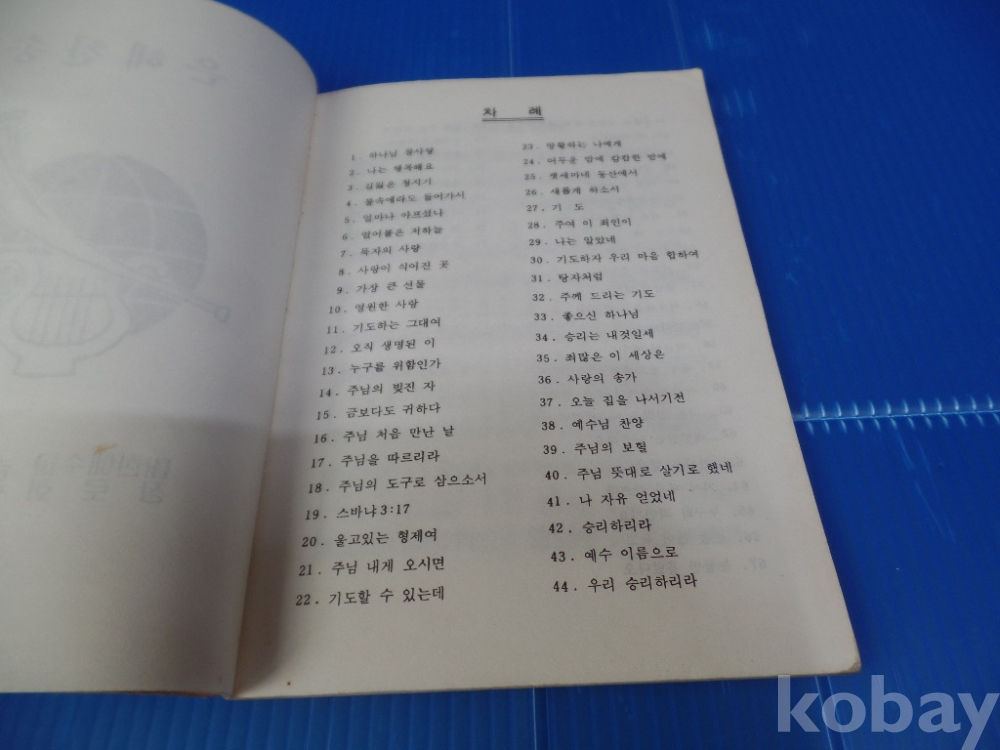 차 례
1. 하나님 참사랑
2. 나는 행복해요
3. 길잃은 청지기
4. 물속에라도 들어가서
5. 얼마나 아프셨나
6. 맞이붙은 저하늘
7. 목자의 사랑
8. 사랑이 식어진 곳
9. 가장 큰 선물
10. 영원한 사랑
11. 기도하는 그대여
12. 오직 생명된 이
13. 누구를 위함인가
14. 주님의 빚진 자
15. 금보다도 귀하다
16. 주님 처음 만난 날
17. 주님을 따르리라
18. 주님의 도구로 삼으소서
19. 스바냐 3:17
20. 울고있는 형제여
21. 주님 내게 오시면
22. 기도할 수 있는데
23. 방황하는 나에게
24. 어두운 밤에 캄캄한 밤에
25. 겟세마네 동산에서
26. 새롭게 하소서
27. 기 도
28. 주여 이 죄인이
29. 나는 알았네
30. 기도하자 우리 마음 합하여
31. 탕자처럼
32. 주께 드리는 기도
33. 좋으신 하나님
34. 승리는 내것일세
35. 죄많은 이 세상은
36. 사랑의 송가
37. 오늘 집을 나서기전
38. 예수님 찬양
39. 주님의 보혈
40. 주님 뜻대로 살기로 했네
41. 나 자유 얻었네
42. 승리하리라
43. 예수 이름으로
44. 우리 승리하리라
kobay